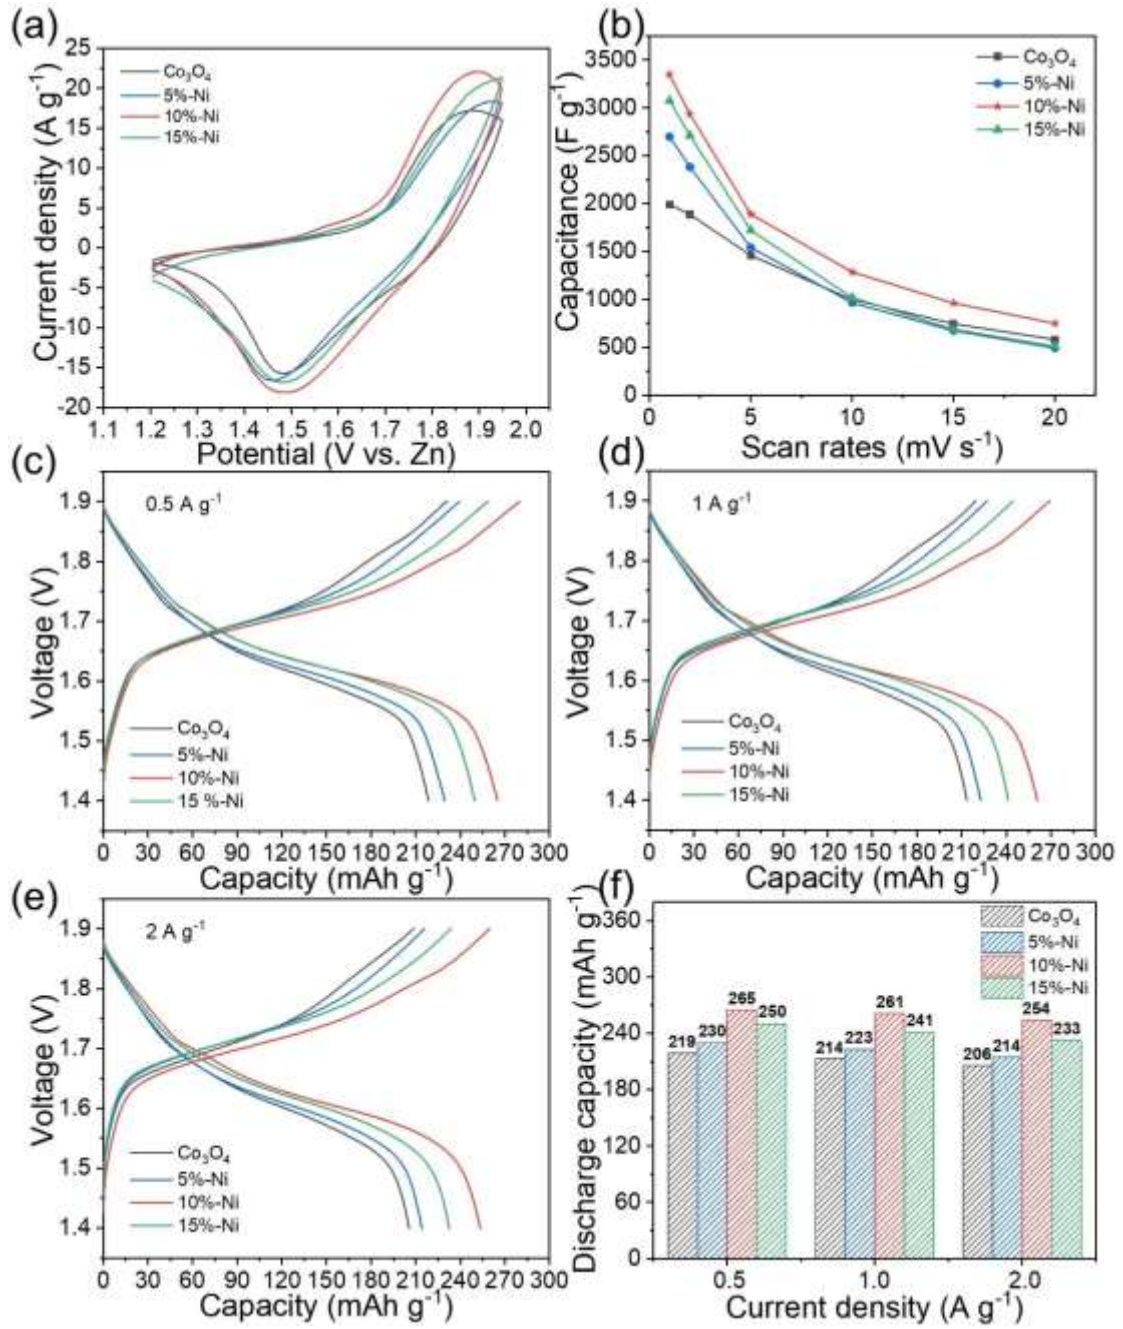 (a)
25
20
15
10
5
0
-5
-10
-15
-20
Current density (A g⁻¹)
Co₃O₄
5%-Ni
10%-Ni
15%-Ni
1.1 1.2 1.3 1.4 1.5 1.6 1.7 1.8 1.9 2.0
Potential (V vs. Zn)
(b)
3500
3000
2500
2000
1500
1000
500
0
Capacitance (F g⁻¹)
Co₃O₄
5%-Ni
10%-Ni
15%-Ni
5 10 15 20
Scan rates (mV s⁻¹)
(c)
1.9
1.8
1.7
1.6
1.5
1.4
Voltage (V)
0.5 A g⁻¹
Co₃O₄
5%-Ni
10%-Ni
15 %-Ni
0 30 60 90 120 150 180 210 240 270 300
Capacity (mAh g⁻¹)
(d)
1.9
1.8
1.7
1.6
1.5
1.4
Voltage (V)
1 A g⁻¹
Co₃O₄
5%-Ni
10%-Ni
15%-Ni
0 30 60 90 120 150 180 210 240 270 300
Capacity (mAh g⁻¹)
(e)
1.9
1.8
1.7
1.6
1.5
1.4
Voltage (V)
2 A g⁻¹
Co₃O₄
5%-Ni
10%-Ni
15%-Ni
0 30 60 90 120 150 180 210 240 270 300
Capacity (mAh g⁻¹)
(f)
360
300
240
180
120
60
0
Discharge capacity (mAh g⁻¹)
Co₃O₄
5%-Ni
10%-Ni
15%-Ni
219 230 265 250
214 223 261 241
206 214 254 233
0.5 1.0 2.0
Current density (A g⁻¹)